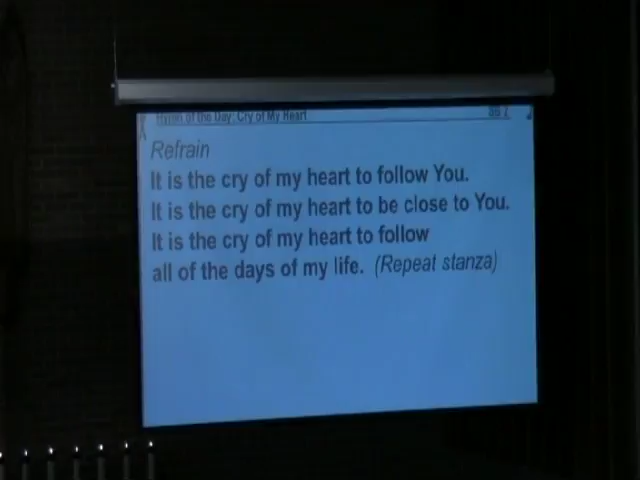 Hymn of the Day: Cry of My Heart
Refrain
It is the cry of my heart to follow You.
It is the cry of my heart to be close to You.
It is the cry of my heart to follow
all of the days of my life. (Repeat stanza)